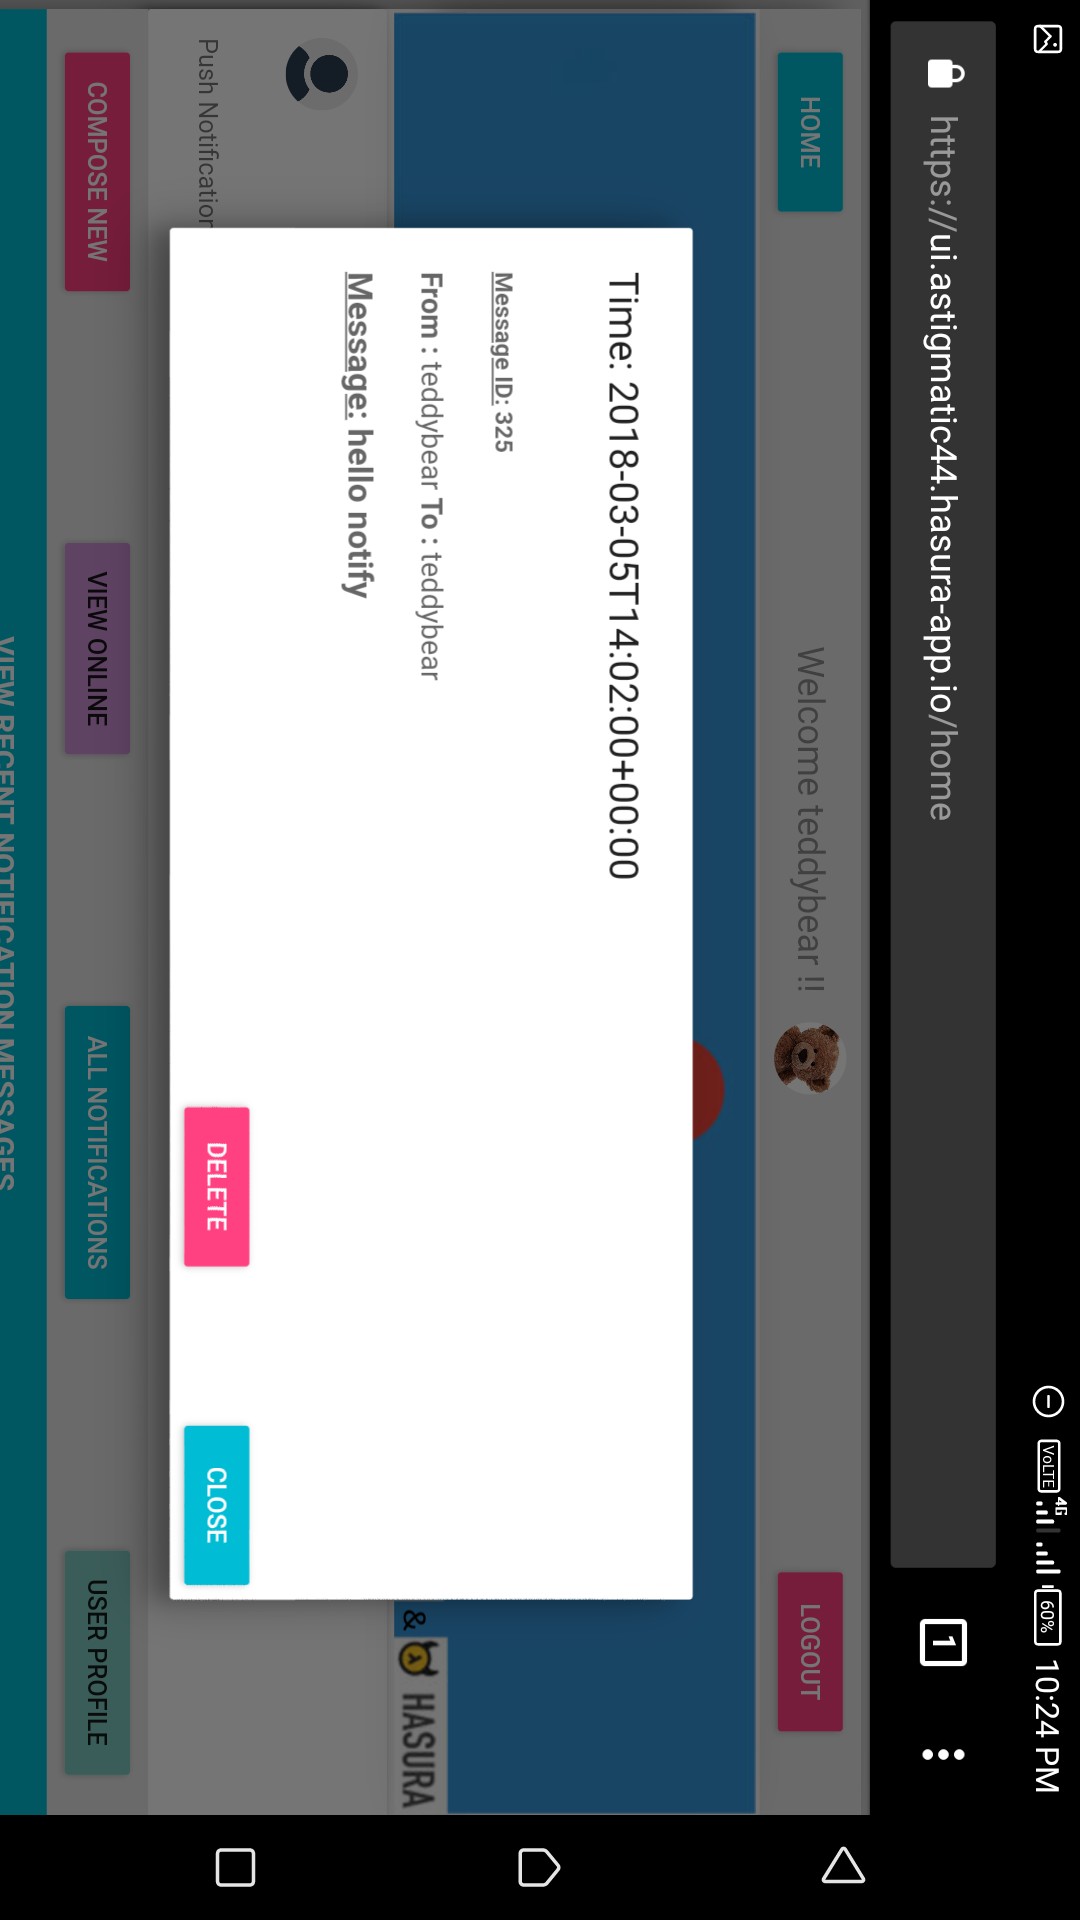 VoLTE 4G 60% 10:24 PM
https://ui.astigmatic44.hasura-app.io/home 1
HOME Welcome teddybear !! LOGOUT
Time: 2018-03-05T14:02:00+00:00
Message ID: 325
From : teddybear To : teddybear
& HASURA
Message: hello notify
Push Notification
DELETE CLOSE
COMPOSE NEW VIEW ONLINE ALL NOTIFICATIONS USER PROFILE
VIEW RECENT NOTIFICATION MESSAGES